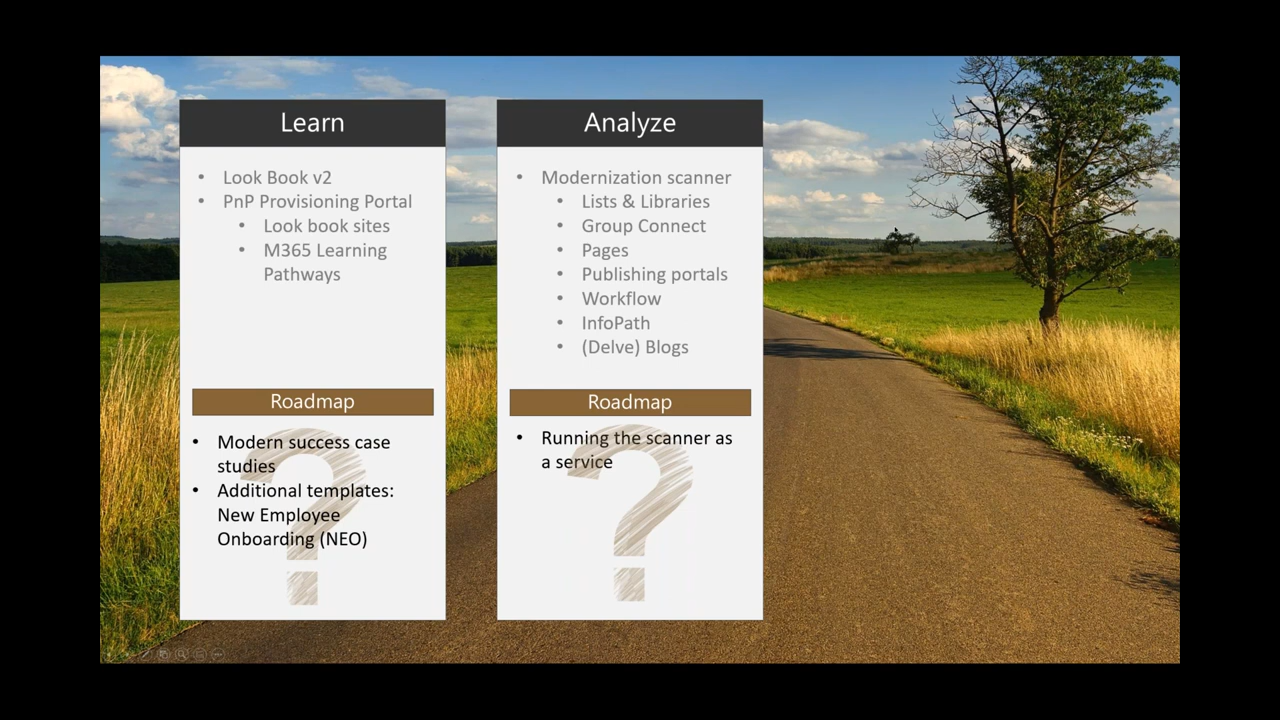 Learn
• Look Book v2
• PnP Provisioning Portal
• Look book sites
• M365 Learning
Pathways
Roadmap
• Modern success case
studies
• Additional templates:
New Employee
Onboarding (NEO)
Analyze
• Modernization scanner
• Lists & Libraries
• Group Connect
• Pages
• Publishing portals
• Workflow
• InfoPath
• (Delve) Blogs
Roadmap
• Running the scanner as
a service
?
?